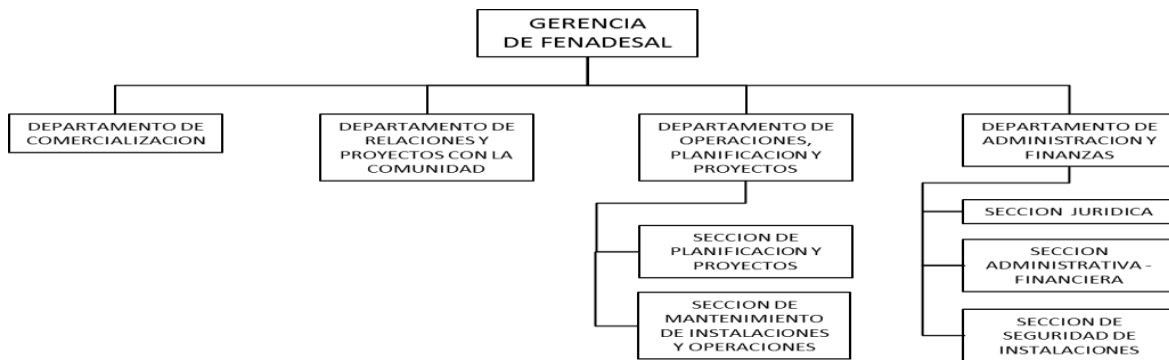 GERENCIA
DE FENADESAL
DEPARTAMENTO DE
COMERCIALIZACION
DEPARTAMENTO DE
RELACIONES Y
PROYECTOS CON LA
COMUNIDAD
DEPARTAMENTO DE
OPERACIONES,
PLANIFICACION Y
PROYECTOS
DEPARTAMENTO DE
ADMINISTRACION Y
FINANZAS
SECCION DE
PLANIFICACION Y
PROYECTOS
SECCION DE
MANTENIMIENTO
DE INSTALACIONES
Y OPERACIONES
SECCION JURIDICA
SECCION
ADMINISTRATIVA -
FINANCIERA
SECCION DE
SEGURIDAD DE
INSTALACIONES